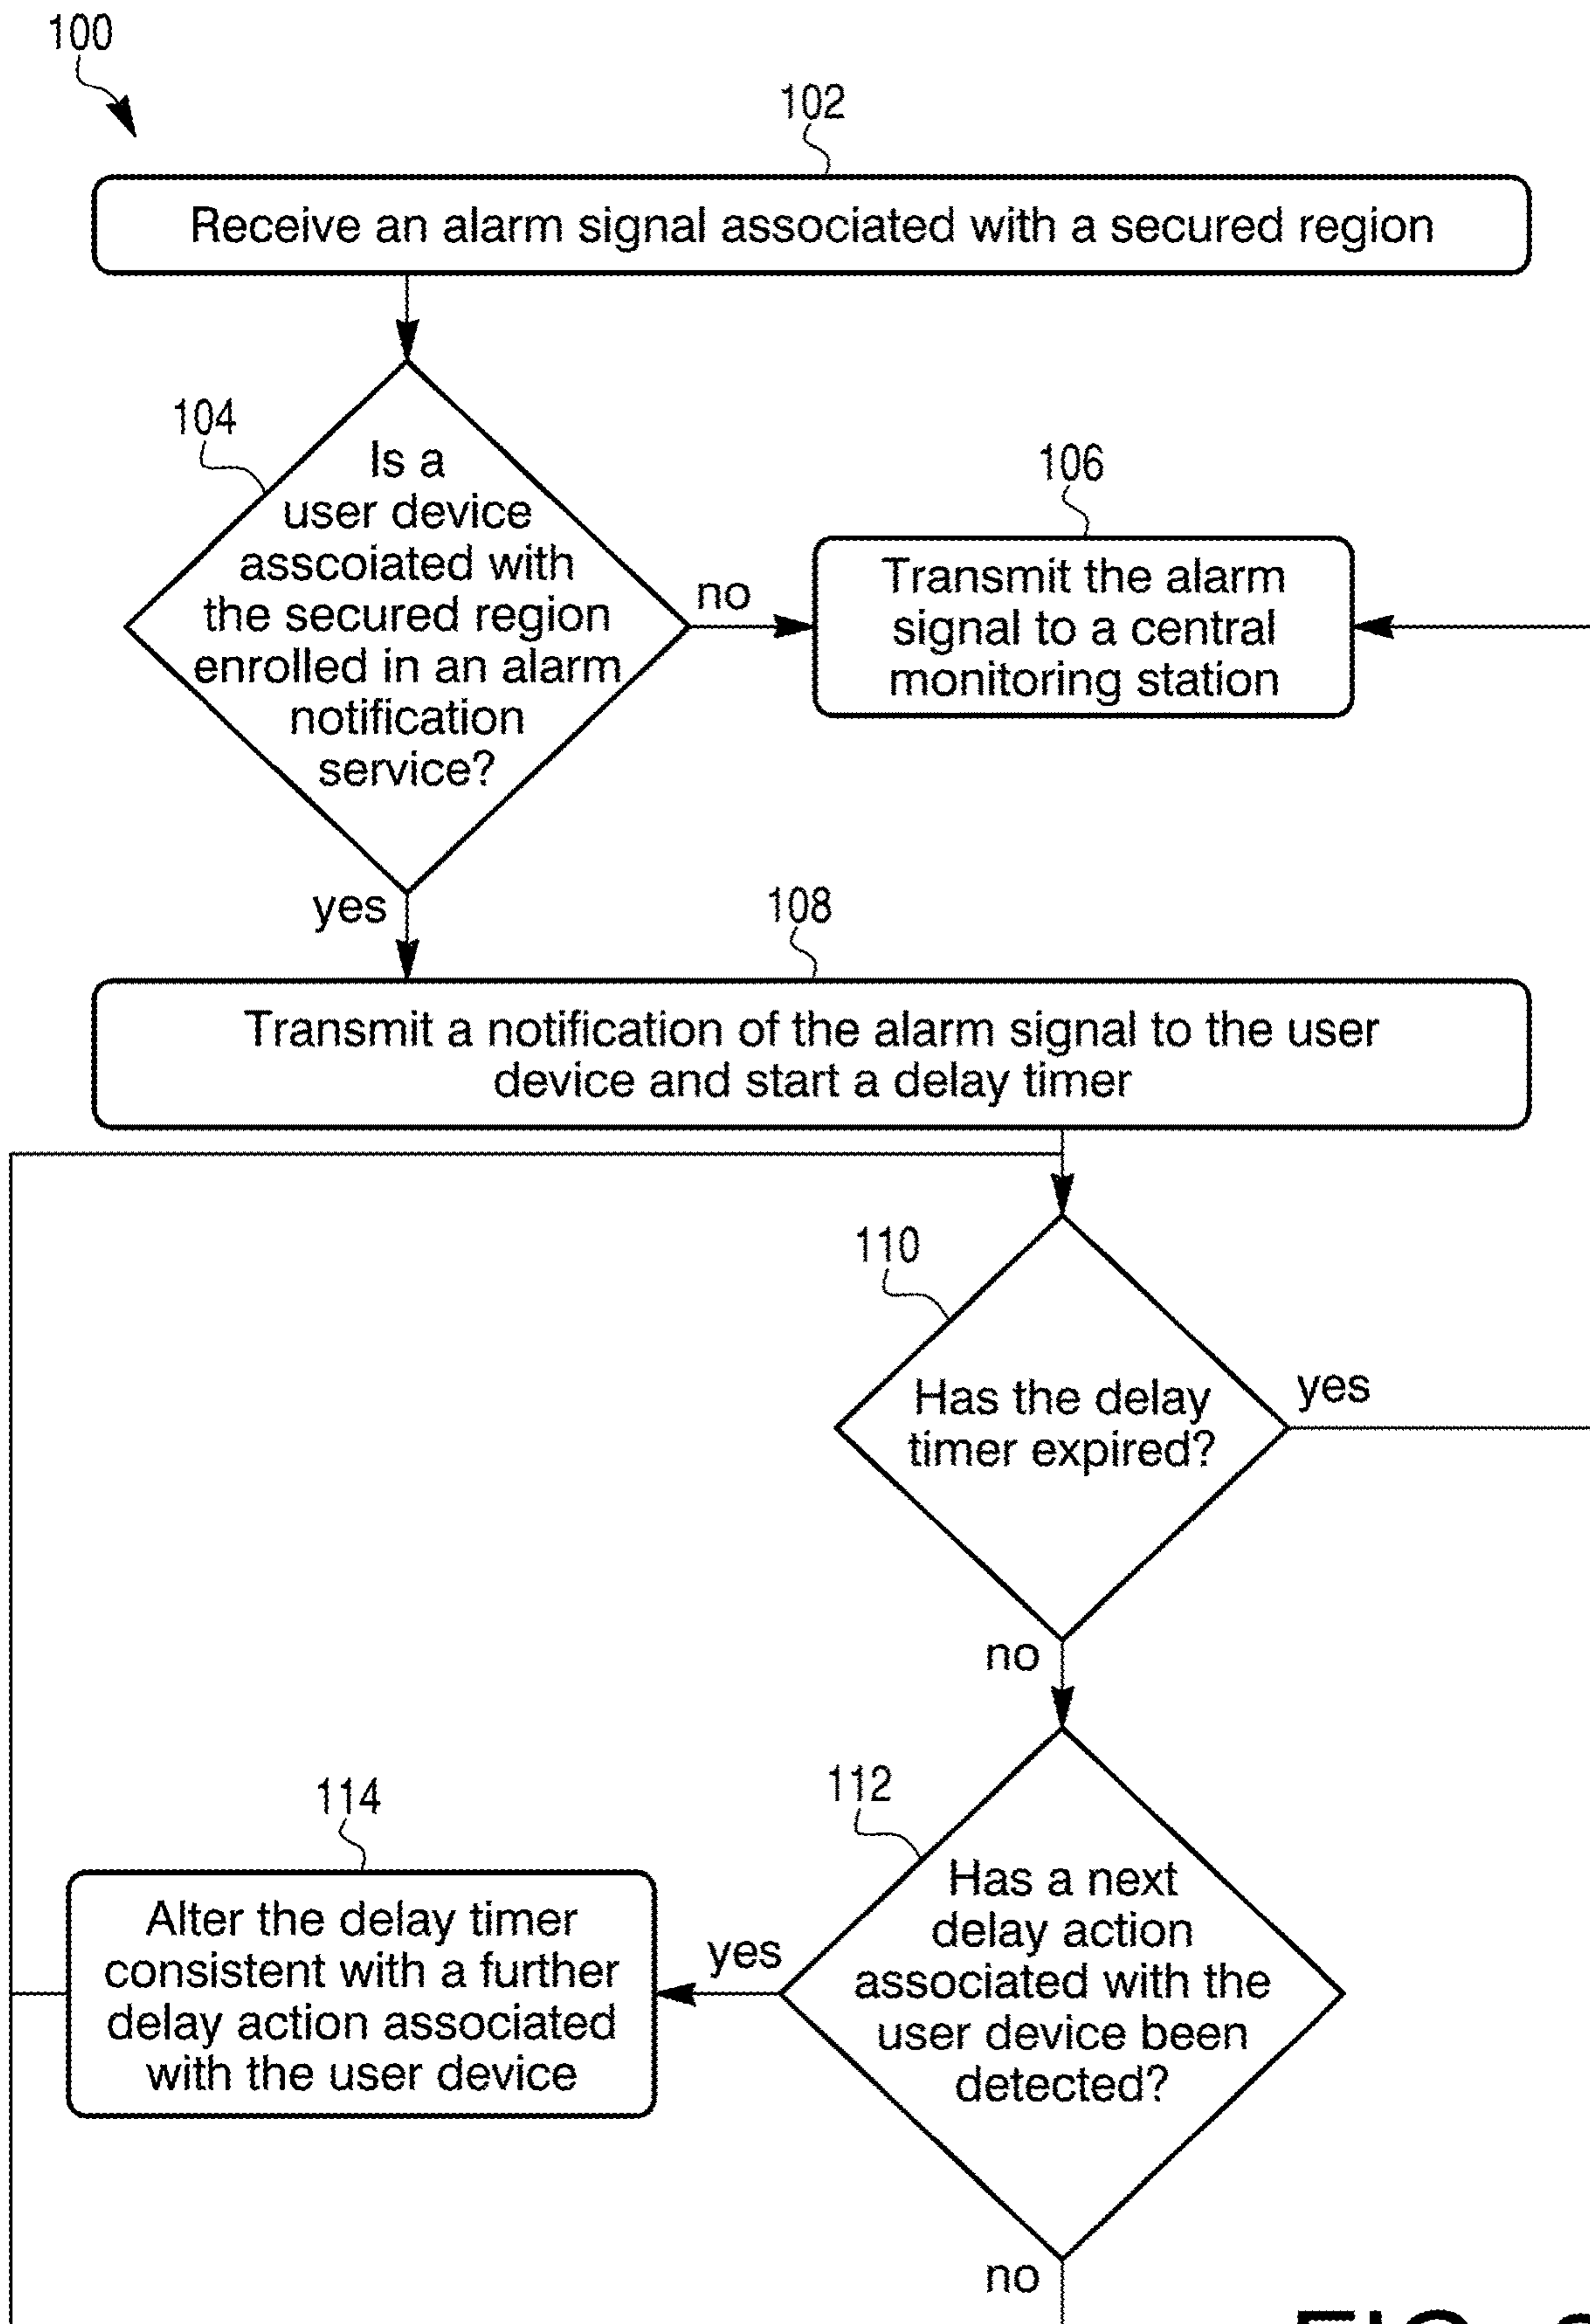 100
102
Receive an alarm signal associated with a secured region
104
Is a
user device
asscoiated with
the secured region
enrolled in an alarm
notification
service?
no
106
Transmit the alarm
signal to a central
monitoring station
yes
108
Transmit a notification of the alarm signal to the user
device and start a delay timer
110
Has the delay
timer expired?
yes
no
112
Has a next
delay action
associated with the
user device been
detected?
yes
114
Alter the delay timer
consistent with a further
delay action associated
with the user device
no